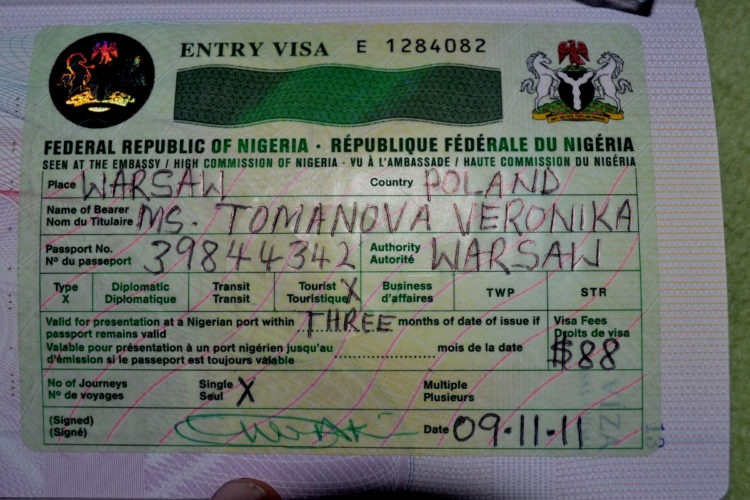 ENTRY VISA E 1284082
FEDERAL REPUBLIC OF NIGERIA · RÉPUBLIQUE FÉDÉRALE DU NIGÉRIA
SEEN AT THE EMBASSY / HIGH COMMISSION OF NIGERIA · VU À L'AMBASSADE / HAUTE COMMISSION DU NIGÉRIA
Place WARSAW Country POLAND
Name of Bearer
Nom du Titulaire MS. TOMANOVA VERONIKA
Passport No. Authority
Nº du passeport 39844342 Autorité WARSAW
Type Diplomatic Transit Tourist Business TWP STR
X Diplomatique Transit Touristique X d'affaires
Valid for presentation at a Nigerian port within THREE months of date of issue if Visa Fees
passport remains valid Droits de visa
Valable pour présentation à un port nigérien jusqu'au mois de la date $88
d'émission si le passeport est toujours valable
No of Journeys Single X Multiple
Nº de voyages Seul Plusieurs
(Signed) Date 09·11·11
(Signé)
VÍZA
13